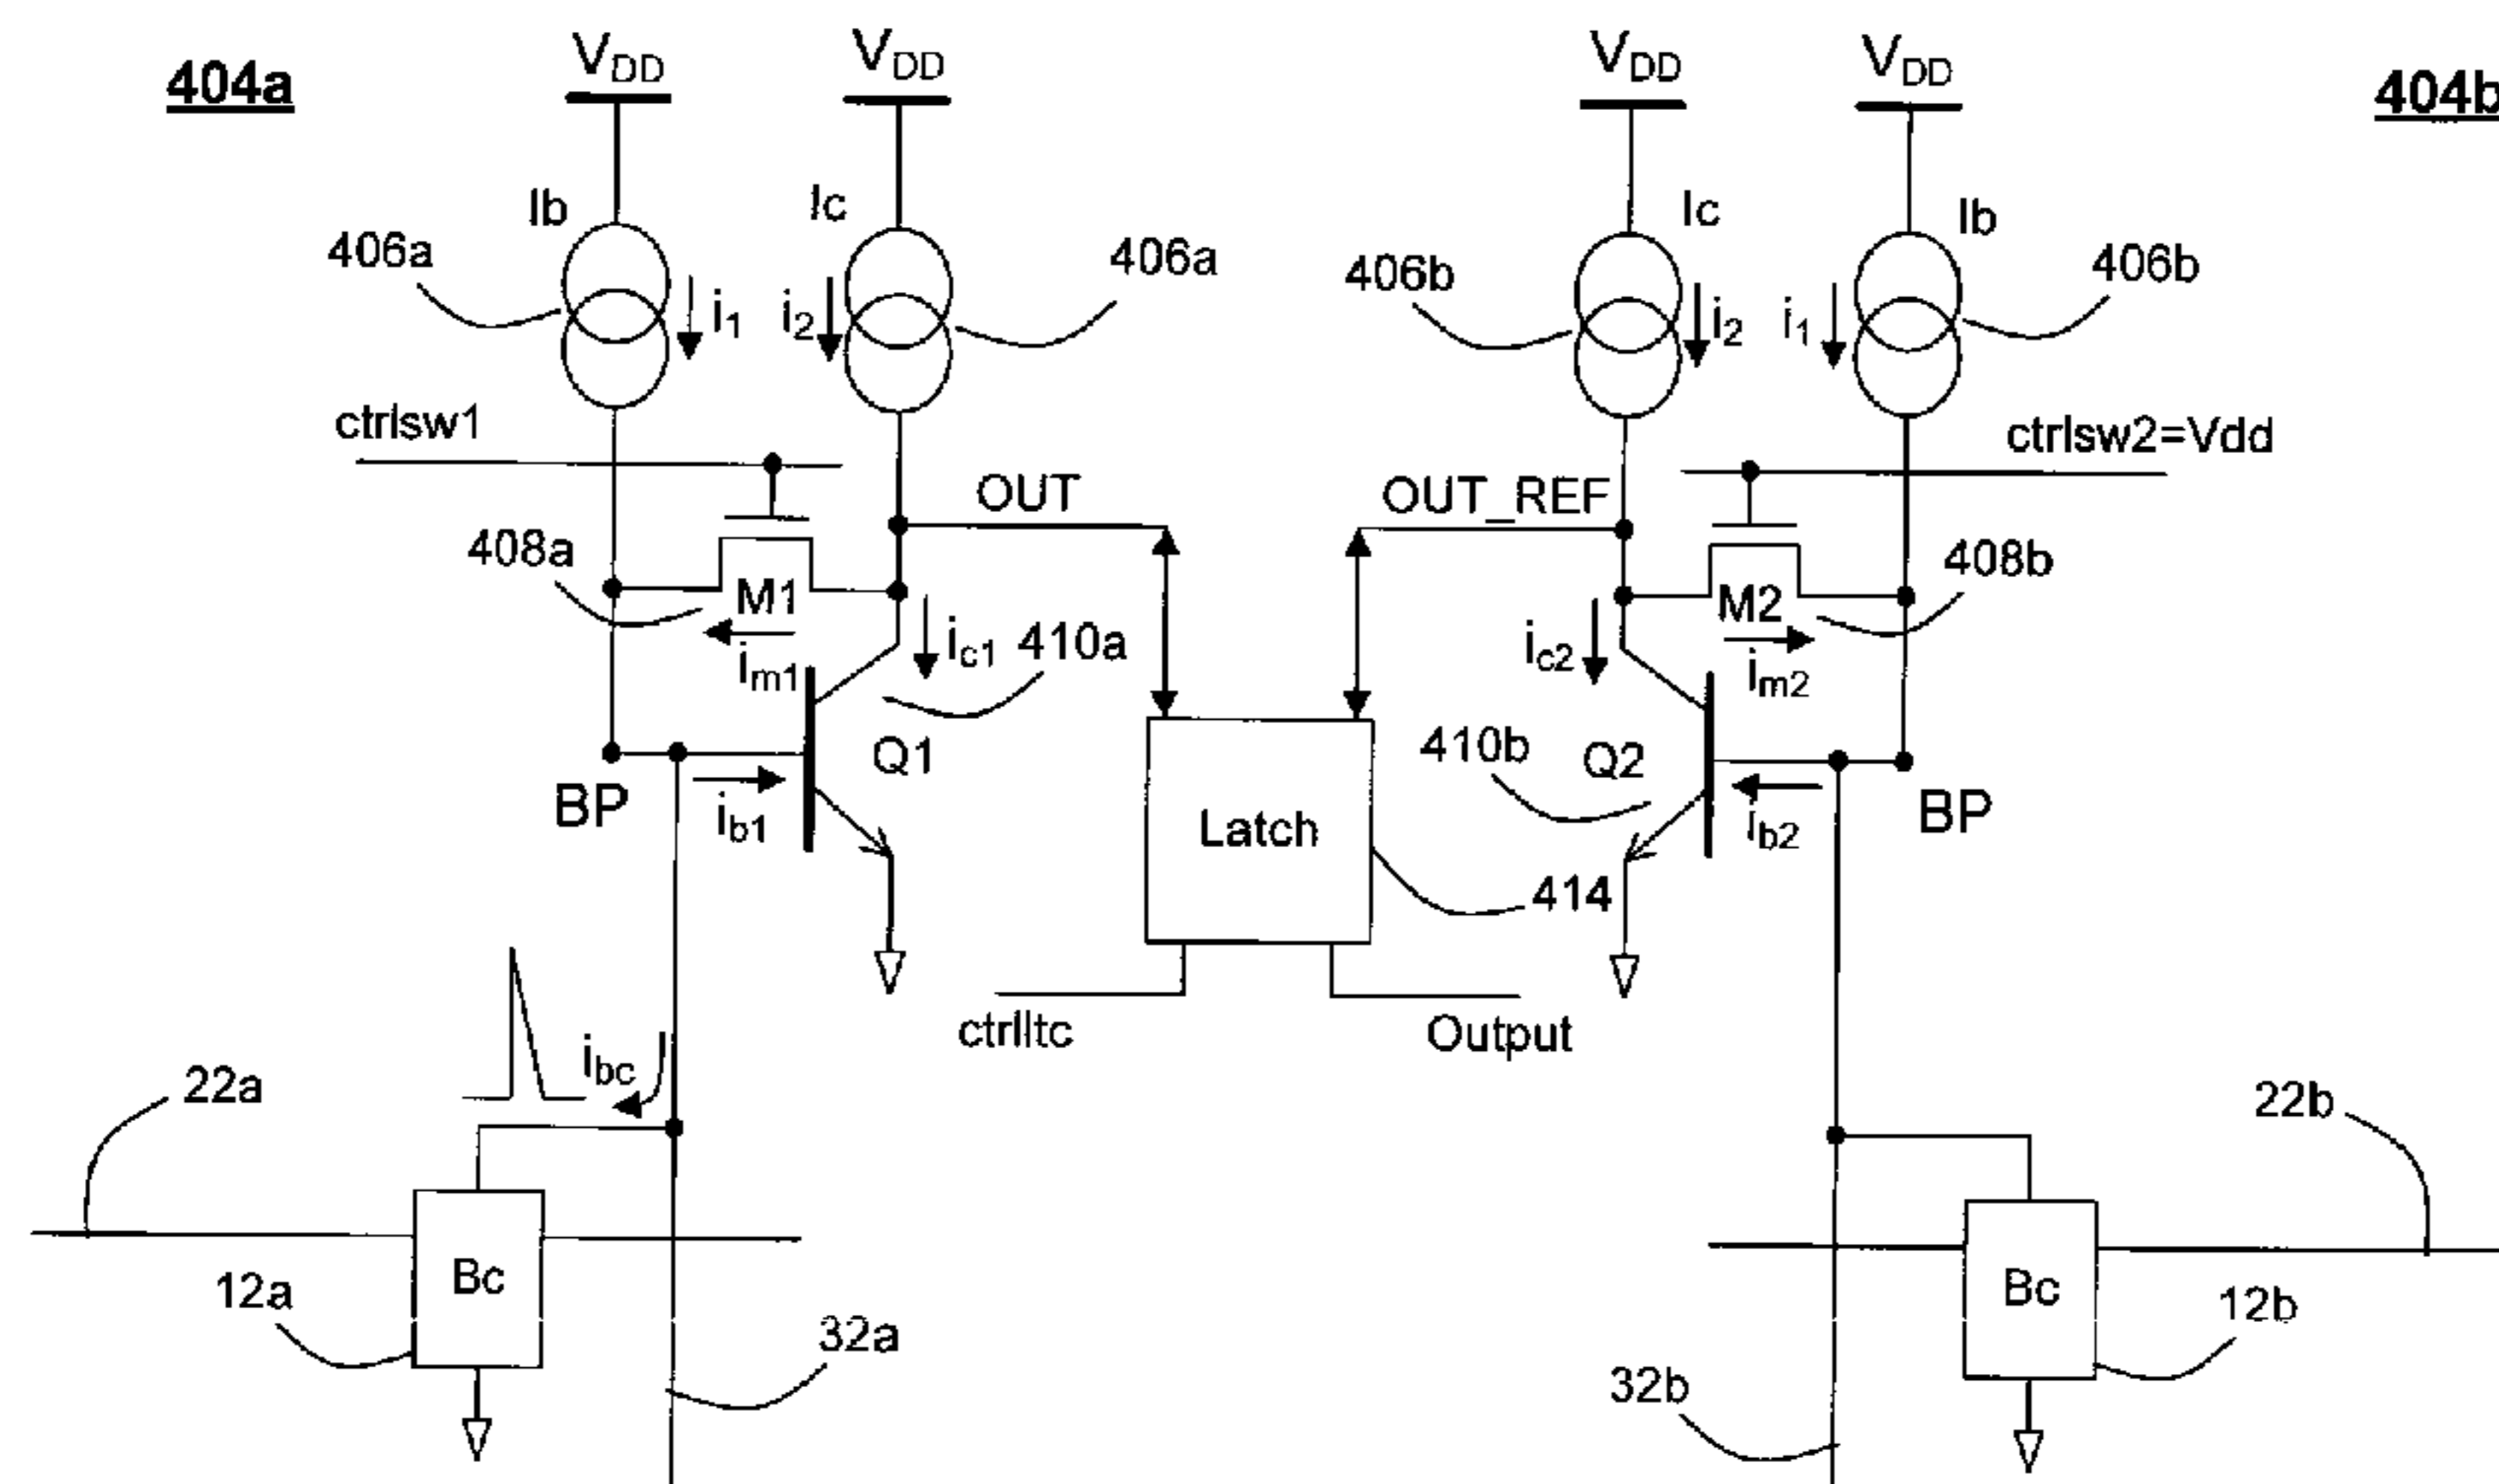 404a
VDD
VDD
VDD
VDD
404b
Ib
Ic
Ic
Ib
406a
i1
i2
406a
406b
i2
i1
406b
ctrlsw1
ctrlsw2=Vdd
OUT
OUT_REF
408a
M1
M2
408b
im1
ic1
410a
ic2
im2
BP
ib1
Q1
410b
Q2
ib2
BP
Latch
414
ctrlltc
Output
ibc
22a
22b
Bc
12a
32a
Bc
12b
32b